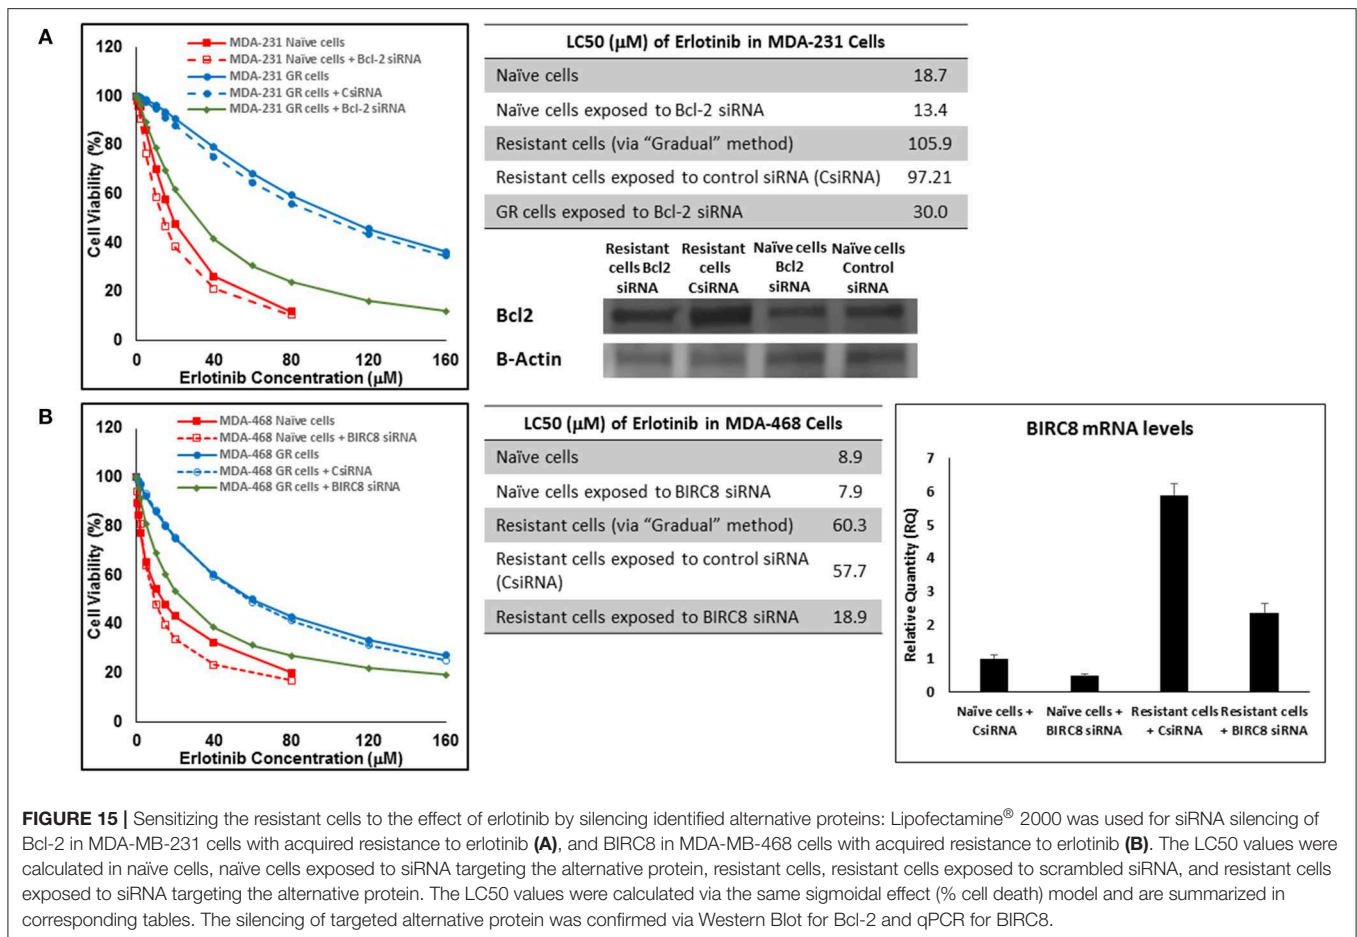 A
120
100
80
60
40
20
0
Cell Viability (%)
0 40 80 120 160
Erlotinib Concentration (µM)
MDA-231 Naïve cells
MDA-231 Naïve cells + Bcl-2 siRNA
MDA-231 GR cells
MDA-231 GR cells + CsiRNA
MDA-231 GR cells + Bcl-2 siRNA
LC50 (µM) of Erlotinib in MDA-231 Cells
Naïve cells 18.7
Naïve cells exposed to Bcl-2 siRNA 13.4
Resistant cells (via “Gradual” method) 105.9
Resistant cells exposed to control siRNA (CsiRNA) 97.21
GR cells exposed to Bcl-2 siRNA 30.0
Resistant Resistant Naïve cells Naïve cells
cells Bcl2 cells Bcl2 Control
siRNA CsiRNA siRNA siRNA
Bcl2
B-Actin
B
120
100
80
60
40
20
0
Cell Viability (%)
0 40 80 120 160
Erlotinib Concentration (µM)
MDA-468 Naïve cells
MDA-468 Naïve cells + BIRC8 siRNA
MDA-468 GR cells
MDA-468 GR cells + CsiRNA
MDA-468 GR cells + BIRC8 siRNA
LC50 (µM) of Erlotinib in MDA-468 Cells
Naïve cells 8.9
Naïve cells exposed to BIRC8 siRNA 7.9
Resistant cells (via “Gradual” method) 60.3
Resistant cells exposed to control siRNA
(CsiRNA) 57.7
Resistant cells exposed to BIRC8 siRNA 18.9
BIRC8 mRNA levels
7
6
5
4
3
2
1
0
Relative Quantity (RQ)
Naïve cells + Naïve cells + Resistant cells Resistant cells
CsiRNA BIRC8 siRNA + CsiRNA + BIRC8 siRNA
FIGURE 15 | Sensitizing the resistant cells to the effect of erlotinib by silencing identified alternative proteins: Lipofectamine® 2000 was used for siRNA silencing of
Bcl-2 in MDA-MB-231 cells with acquired resistance to erlotinib (A), and BIRC8 in MDA-MB-468 cells with acquired resistance to erlotinib (B). The LC50 values were
calculated in naïve cells, naïve cells exposed to siRNA targeting the alternative protein, resistant cells, resistant cells exposed to scrambled siRNA, and resistant cells
exposed to siRNA targeting the alternative protein. The LC50 values were calculated via the same sigmoidal effect (% cell death) model and are summarized in
corresponding tables. The silencing of targeted alternative protein was confirmed via Western Blot for Bcl-2 and qPCR for BIRC8.